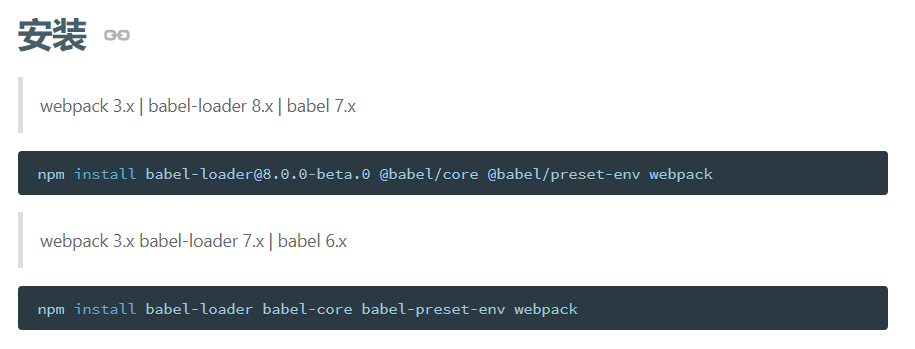 安装
webpack 3.x | babel-loader 8.x | babel 7.x
npm install babel-loader@8.0.0-beta.0 @babel/core @babel/preset-env webpack
webpack 3.x babel-loader 7.x | babel 6.x
npm install babel-loader babel-core babel-preset-env webpack